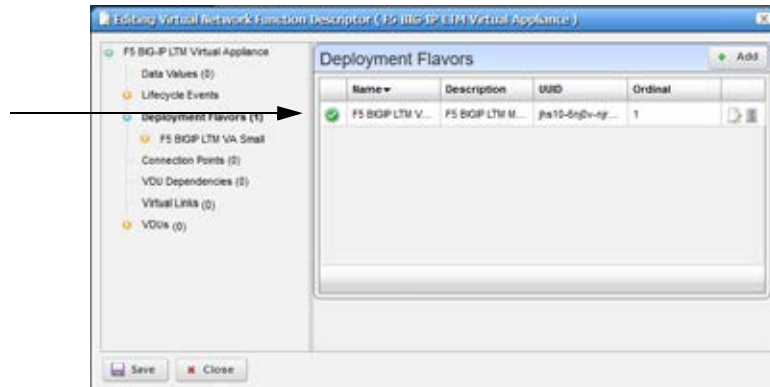 Editing Virtual Network Function Descriptor ( F5 BIG-IP LTM Virtual Appliance )
F5 BIG-IP LTM Virtual Appliance
Data Values (0)
Lifecycle Events
Deployment Flavors (1)
F5 BIGIP LTM VA Small
Connection Points (0)
VDU Dependencies (0)
Virtual Links (0)
VDUs (0)
Deployment Flavors
Add
Name Description UUID Ordinal
F5 BIGIP LTM V... F5 BIGIP LTM M... 1
Save Close